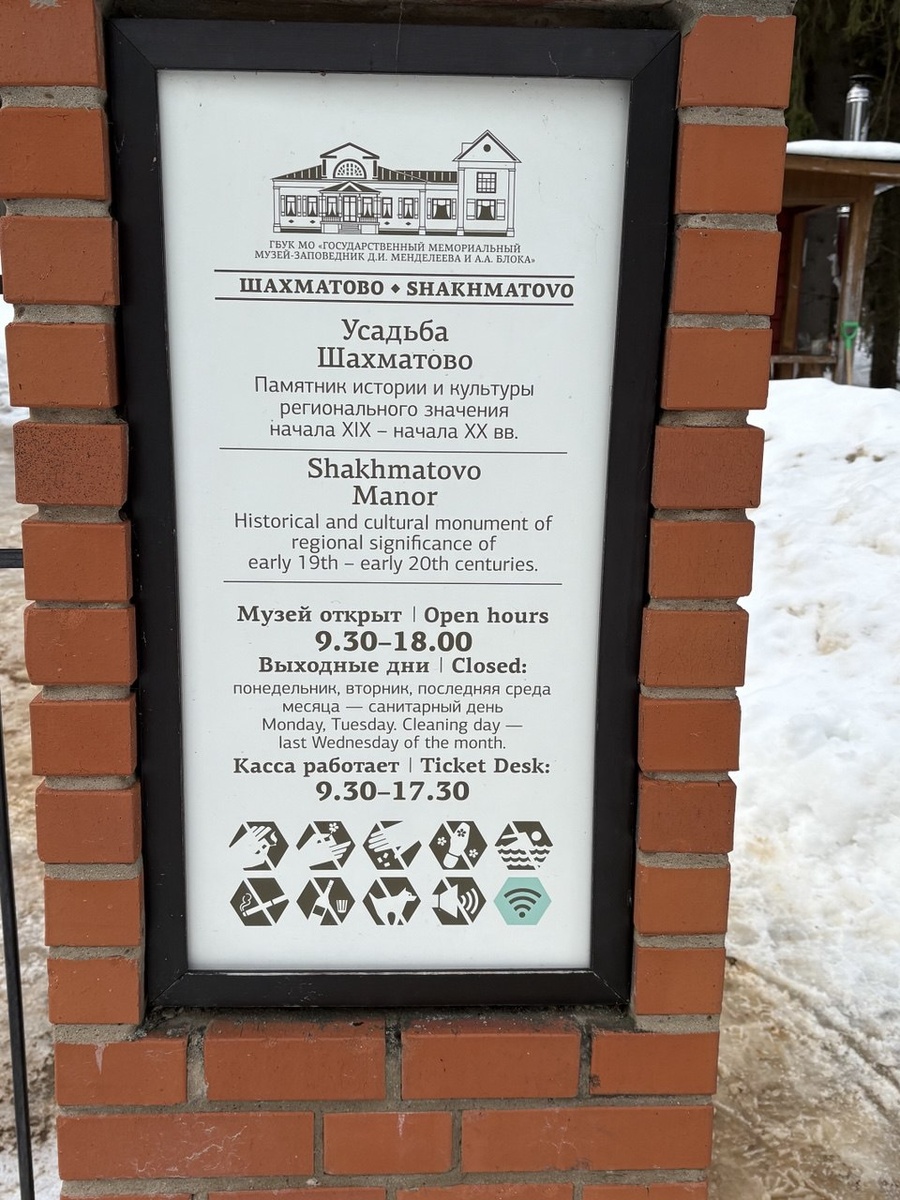 ГБУК МО «ГОСУДАРСТВЕННЫЙ МЕМОРИАЛЬНЫЙ
МУЗЕЙ-ЗАПОВЕДНИК Д.И. МЕНДЕЛЕЕВА И А.А. БЛОКА»
ШАХМАТОВО ◆ SHAKHMATOVO
Усадьба
Шахматово
Памятник истории и культуры
регионального значения
начала XIX – начала XX вв.
Shakhmatovo
Manor
Historical and cultural monument of
regional significance of
early 19th – early 20th centuries.
Музей открыт | Open hours
9.30–18.00
Выходные дни | Closed:
понедельник, вторник, последняя среда
месяца — санитарный день
Monday, Tuesday. Cleaning day —
last Wednesday of the month.
Касса работает | Ticket Desk:
9.30–17.30